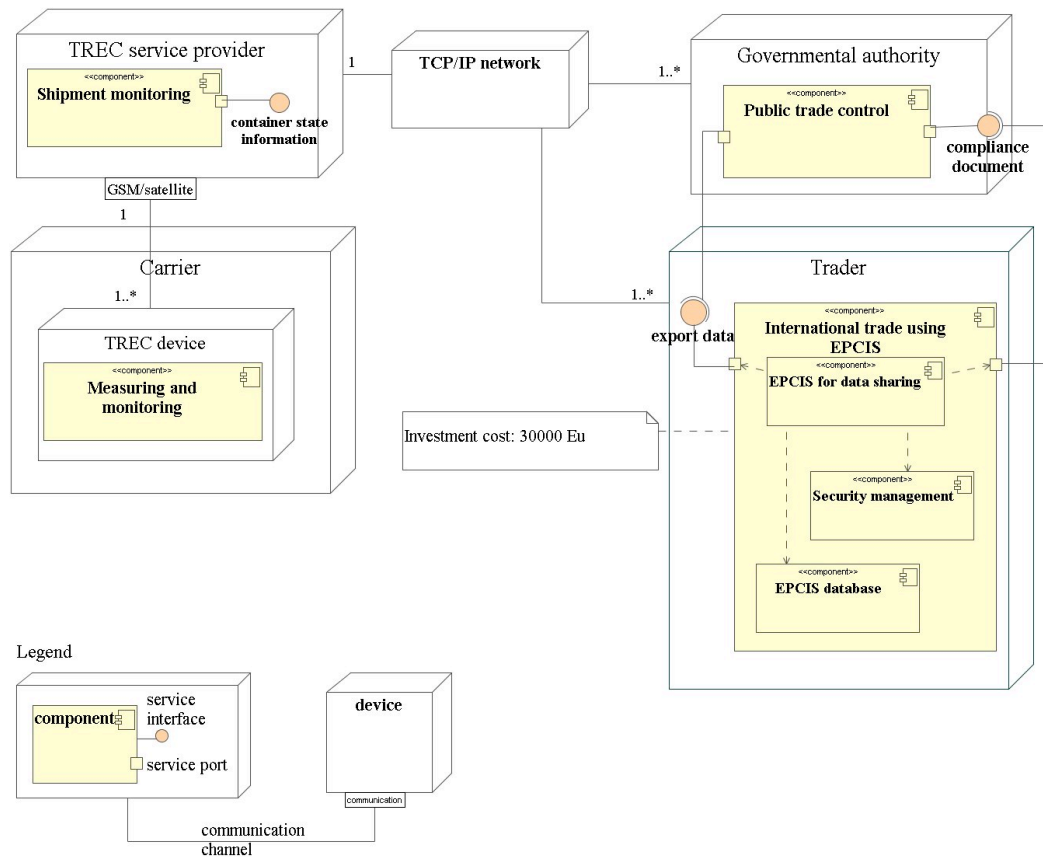 TREC service provider
<<component>>
Shipment monitoring
container state
information
1
TCP/IP network
1..*
Governmental authority
<<component>>
Public trade control
compliance
document
GSM/satellite
1
Carrier
1..*
TREC device
<<component>>
Measuring and
monitoring
1..*
Trader
export data
<<component>>
International trade using
EPCIS
<<component>>
EPCIS for data sharing
Investment cost: 30000 Eu
<<component>>
Security management
<<component>>
EPCIS database
Legend
component
service
interface
service port
device
communication
communication
channel